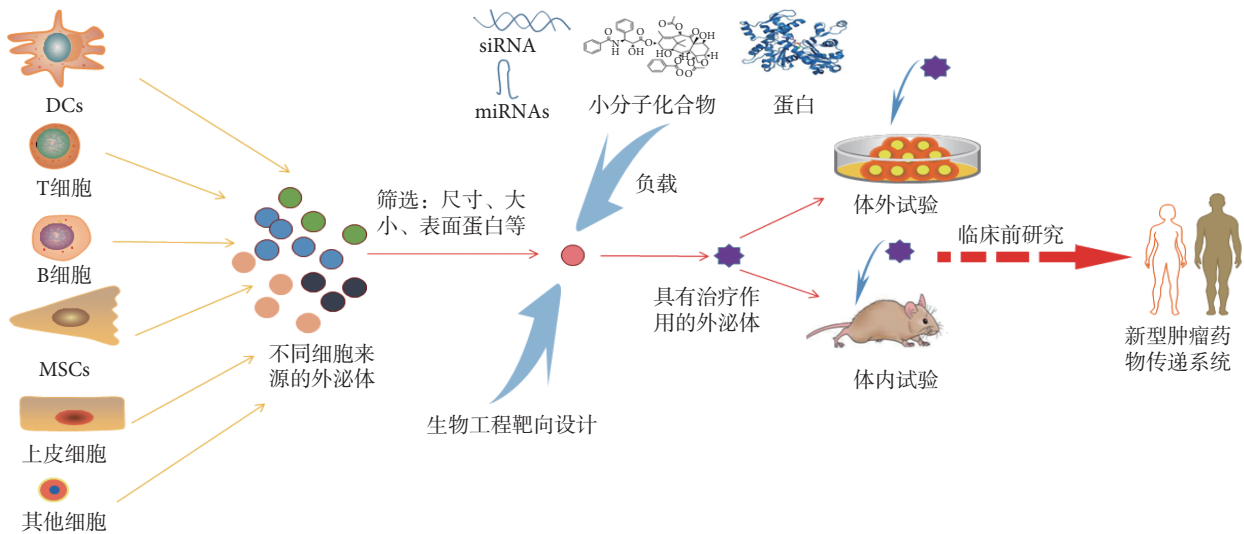 DCs
T细胞
B细胞
MSCs
上皮细胞
其他细胞
不同细胞来
源的外泌体
筛选：尺寸、大
小、表面蛋白等
siRNA
miRNAs
小分子化合物
蛋白
负载
生物工程靶向设计
具有治疗作
用的外泌体
体外试验
体内试验
临床前研究
新型肿瘤药
物传递系统